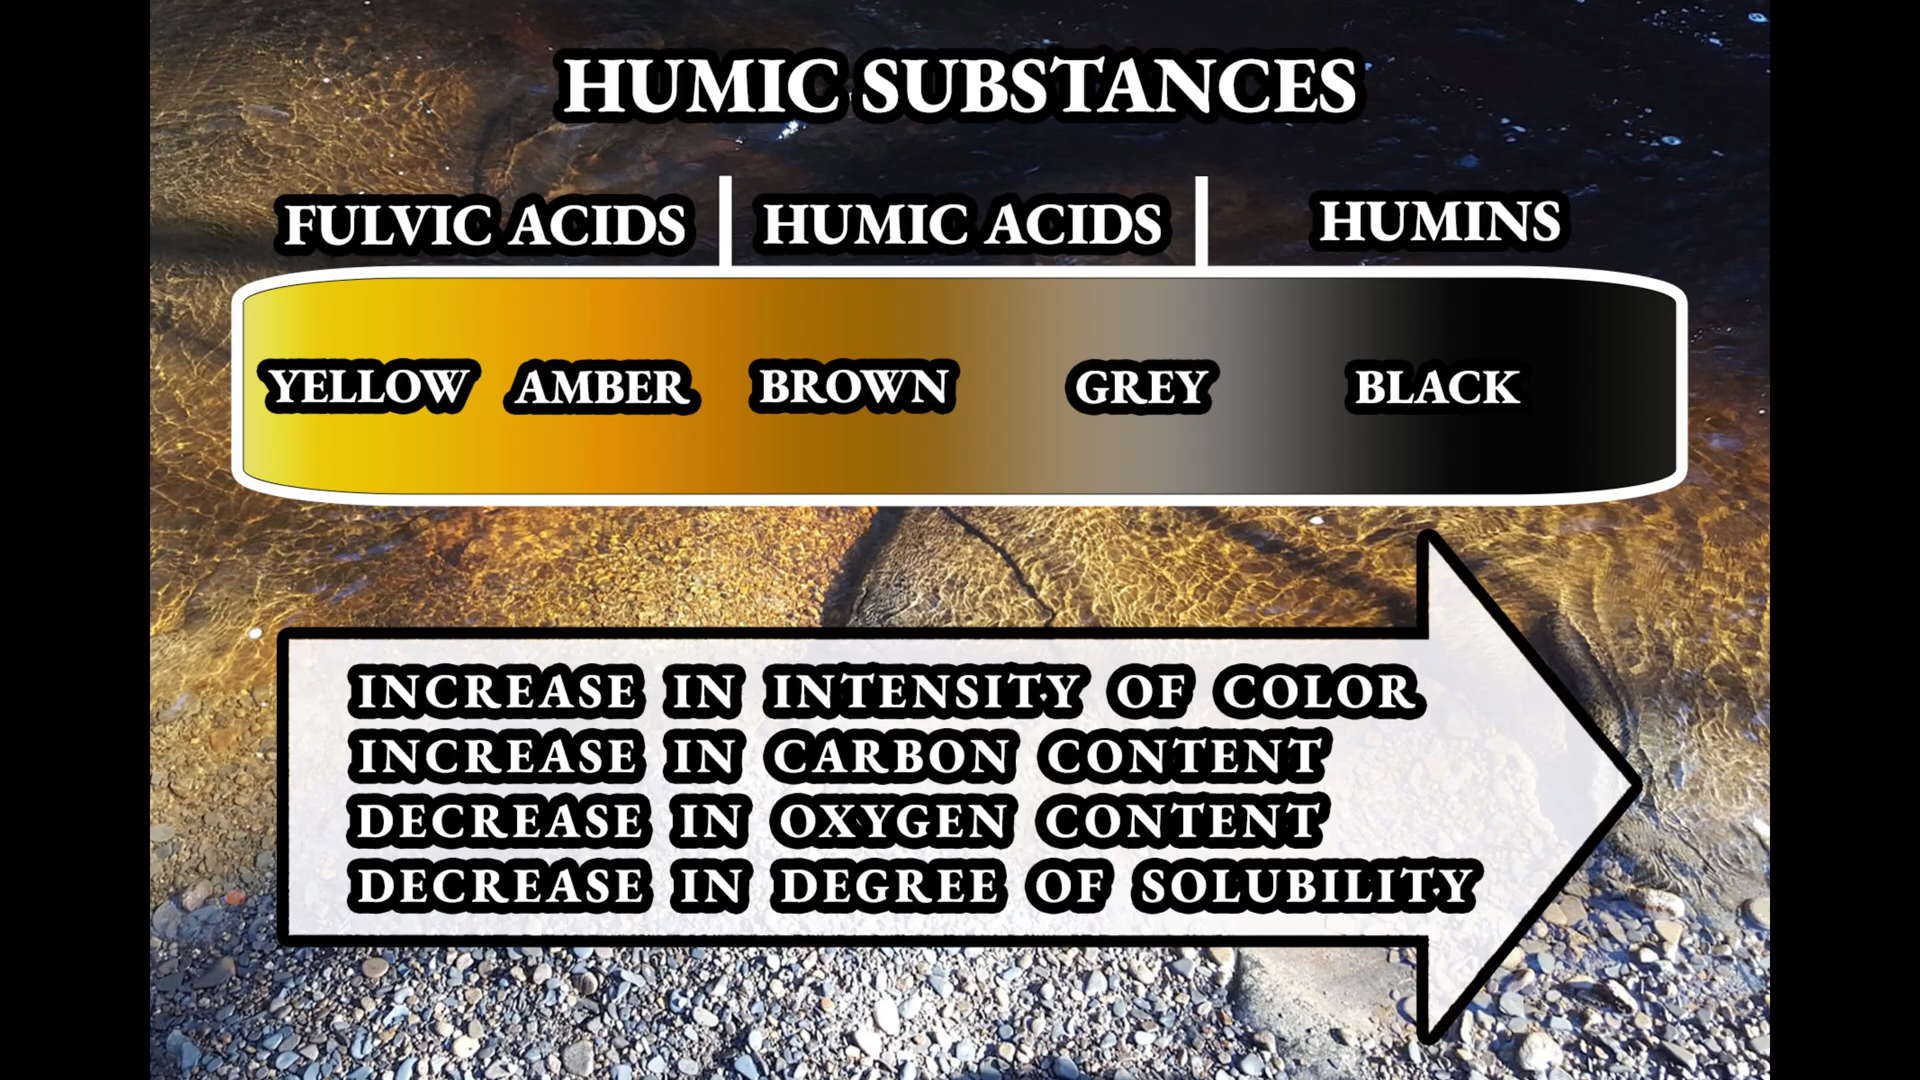 HUMIC SUBSTANCES
FULVIC ACIDS HUMIC ACIDS HUMINS
YELLOW AMBER BROWN GREY BLACK
INCREASE IN INTENSITY OF COLOR
INCREASE IN CARBON CONTENT
DECREASE IN OXYGEN CONTENT
DECREASE IN DEGREE OF SOLUBILITY